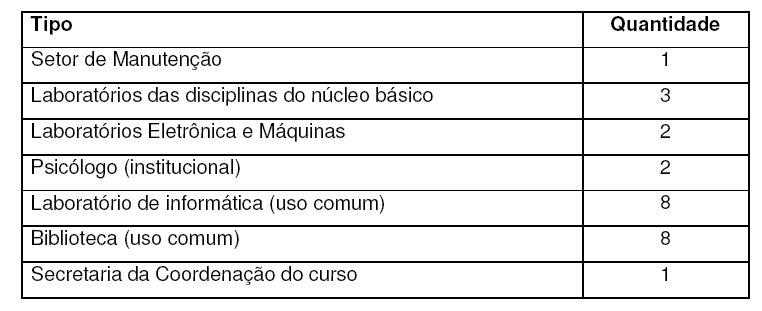 Tipo Quantidade
Setor de Manutenção 1
Laboratórios das disciplinas do núcleo básico 3
Laboratórios Eletrônica e Máquinas 2
Psicólogo (institucional) 2
Laboratório de informática (uso comum) 8
Biblioteca (uso comum) 8
Secretaria da Coordenação do curso 1